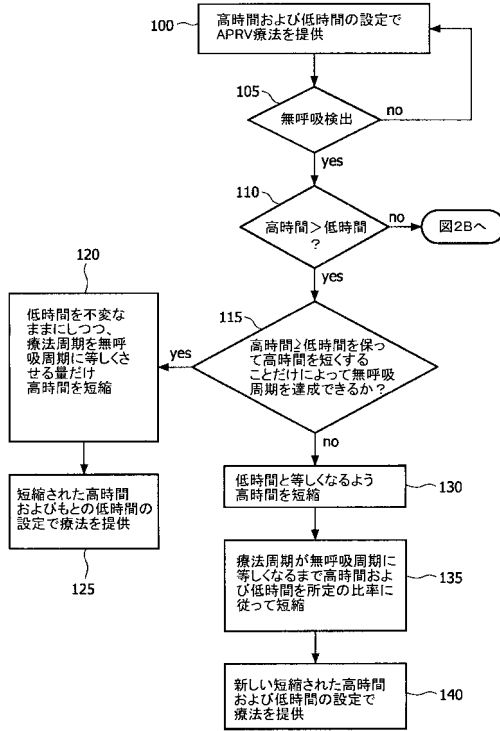 100
高時間および低時間の設定で
APRV療法を提供
105
無呼吸検出
no
yes
110
高時間＞低時間
?
no
図2Bへ
yes
115
高時間≧低時間を保っ
て高時間を短くする
ことだけによって無呼吸
周期を達成できるか?
yes
no
120
低時間を不変な
ままにしつつ、
療法周期を無呼
吸周期に等しくさ
せる量だけ
高時間を短縮
短縮された高時間
およびもとの低時間の
設定で療法を提供
125
低時間と等しくなるよう
高時間を短縮
130
療法周期が無呼吸周期に
等しくなるまで高時間およ
び低時間を所定の比率に
従って短縮
135
新しい短縮された高時間
および低時間の設定で
療法を提供
140